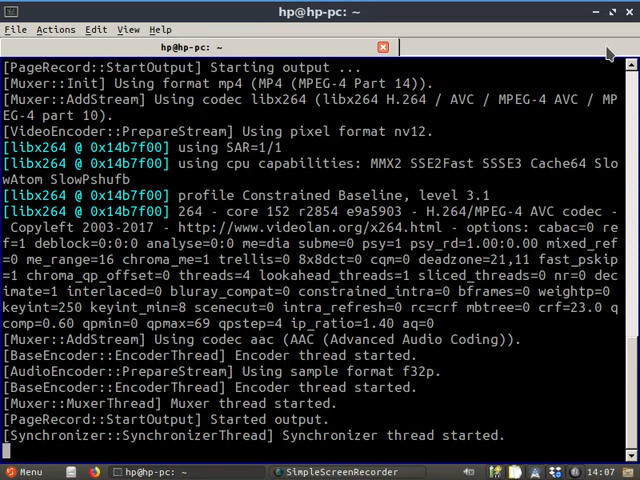 hp@hp-pc: ~
File Actions Edit View Help
hp@hp-pc: ~
[PageRecord::StartOutput] Starting output ...
[Muxer::Init] Using format mp4 (MP4 (MPEG-4 Part 14)).
[Muxer::AddStream] Using codec libx264 (libx264 H.264 / AVC / MPEG-4 AVC / MP
EG-4 part 10).
[VideoEncoder::PrepareStream] Using pixel format nv12.
[libx264 @ 0x14b7f00] using SAR=1/1
[libx264 @ 0x14b7f00] using cpu capabilities: MMX2 SSE2Fast SSSE3 Cache64 Slo
wAtom SlowPshufb
[libx264 @ 0x14b7f00] profile Constrained Baseline, level 3.1
[libx264 @ 0x14b7f00] 264 - core 152 r2854 e9a5903 - H.264/MPEG-4 AVC codec -
 Copyleft 2003-2017 - http://www.videolan.org/x264.html - options: cabac=0 re
f=1 deblock=0:0:0 analyse=0:0 me=dia subme=0 psy=1 psy_rd=1.00:0.00 mixed_ref
=0 me_range=16 chroma_me=1 trellis=0 8x8dct=0 cqm=0 deadzone=21,11 fast_pskip
=1 chroma_qp_offset=0 threads=4 lookahead_threads=1 sliced_threads=0 nr=0 dec
imate=1 interlaced=0 bluray_compat=0 constrained_intra=0 bframes=0 weightp=0 
keyint=250 keyint_min=8 scenecut=0 intra_refresh=0 rc=crf mbtree=0 crf=23.0 q
comp=0.60 qpmin=0 qpmax=69 qpstep=4 ip_ratio=1.40 aq=0
[Muxer::AddStream] Using codec aac (AAC (Advanced Audio Coding)).
[BaseEncoder::EncoderThread] Encoder thread started.
[AudioEncoder::PrepareStream] Using sample format f32p.
[BaseEncoder::EncoderThread] Encoder thread started.
[Muxer::MuxerThread] Muxer thread started.
[PageRecord::StartOutput] Started output.
[Synchronizer::SynchronizerThread] Synchronizer thread started.
Menu hp@hp-pc: ~ SimpleScreenRecorder 14:07